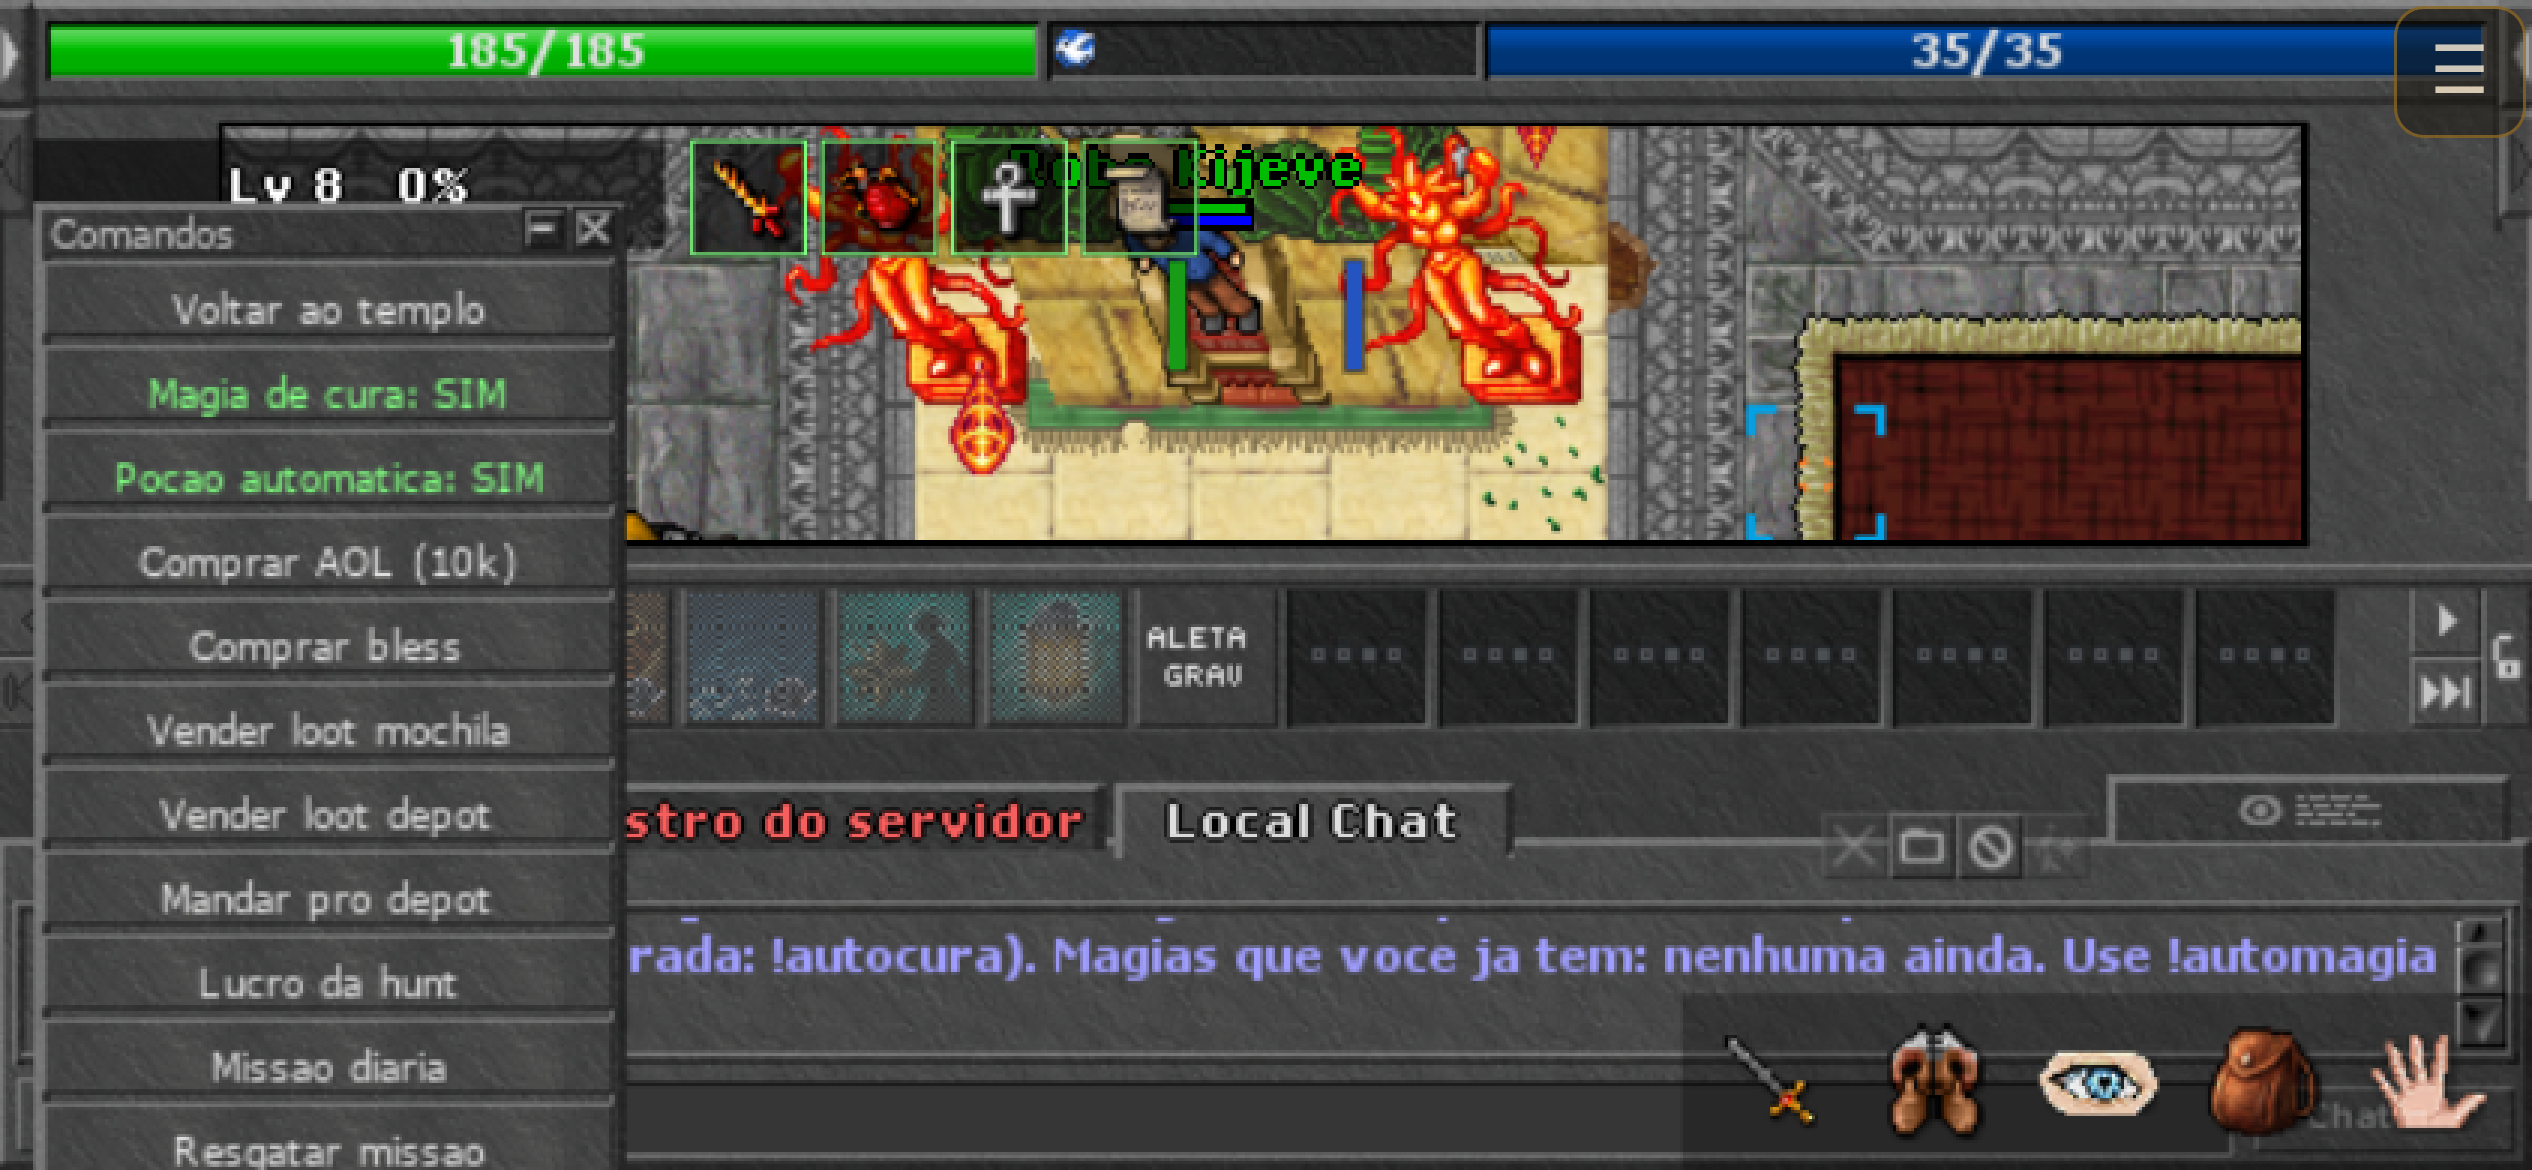 185/185
35/35
Lv 8 0%
Kijeve
Comandos
Voltar ao templo
Magia de cura: SIM
Pocao automatica: SIM
Comprar AOL (10k)
Comprar bless
Vender loot mochila
Vender loot depot
Mandar pro depot
Lucro da hunt
Missao diaria
Resgatar missao
ALETA
GRAV
stro do servidor
Local Chat
rada: !autocura). Magias que voce ja tem: nenhuma ainda. Use !automagia
Chat